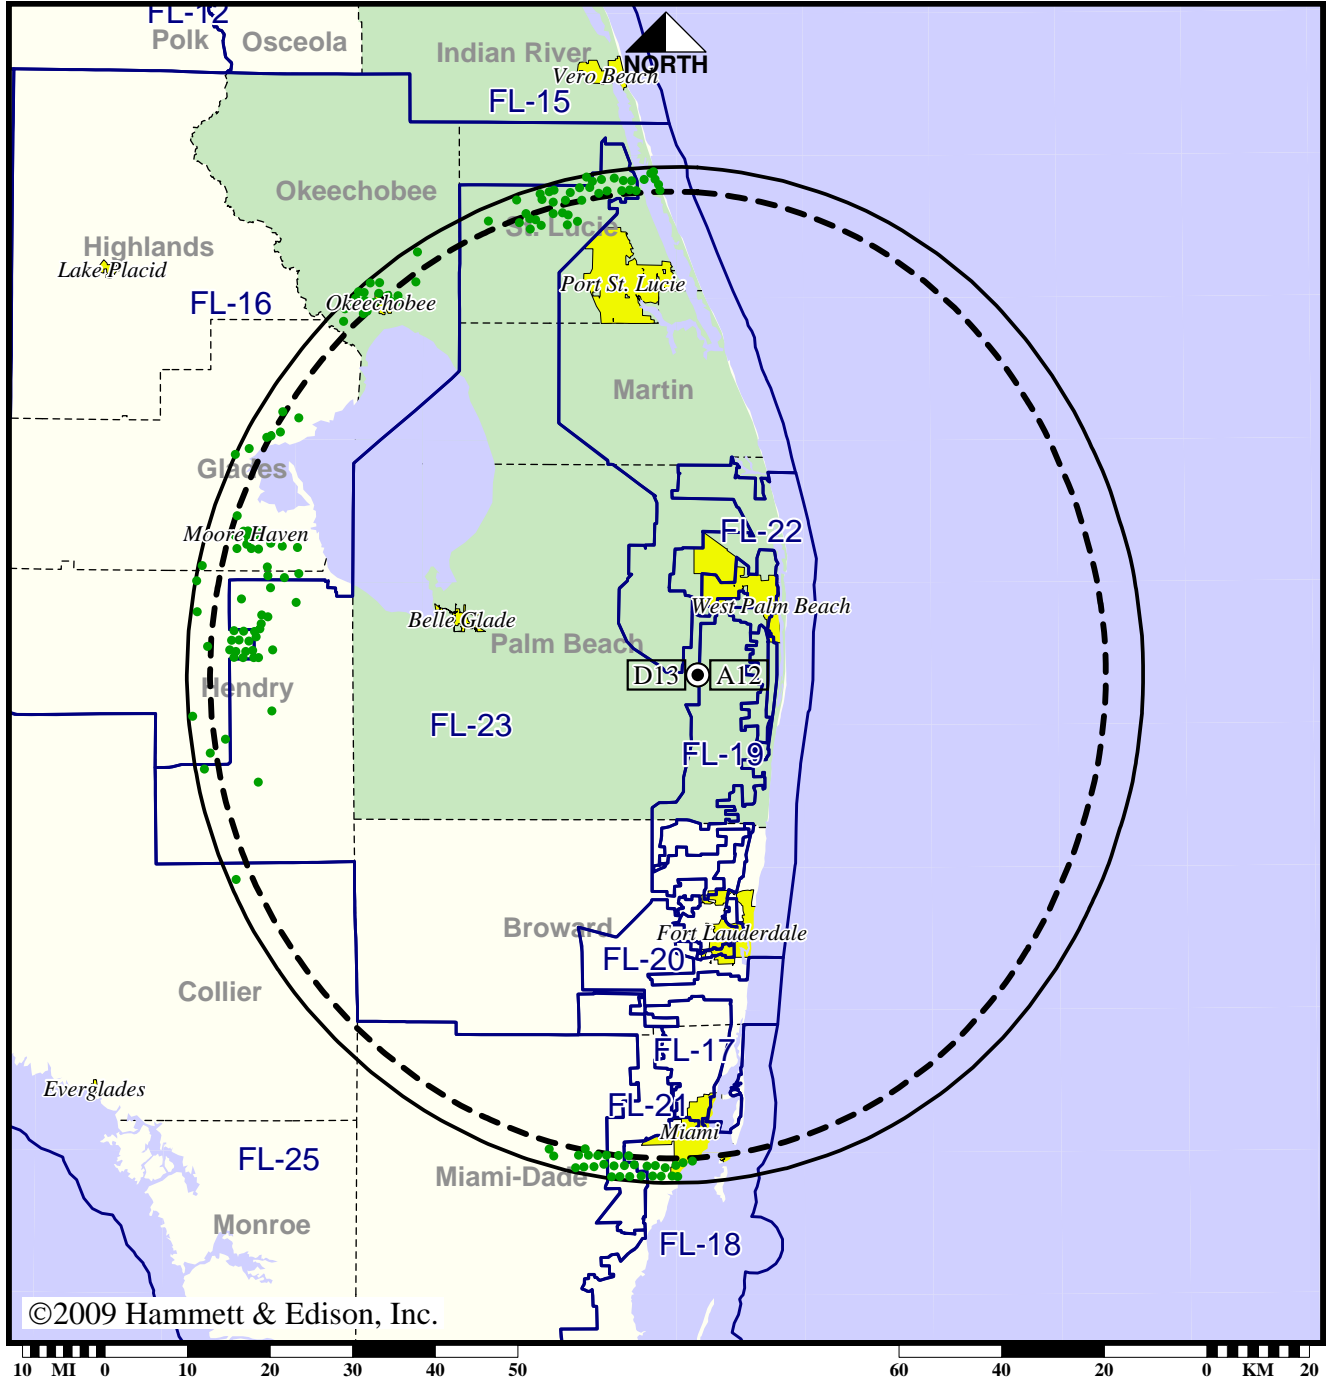 FL-12
Polk
Osceola
Indian River
NORTH
Vero Beach
FL-15
Okeechobee
St. Lucie
Highlands
Lake Placid
FL-16
Okeechobee
Port St. Lucie
Martin
Glades
Moore Haven
FL-22
Belle Glade
West Palm Beach
Palm Beach
D13
A12
Hendry
FL-23
FL-19
Broward
Fort Lauderdale
FL-20
Collier
FL-17
Everglades
FL-21
Miami
FL-25
Miami-Dade
Monroe
FL-18
©2009 Hammett & Edison, Inc.
10 MI 0 10 20 30 40 50
60 40 20 0 KM 20